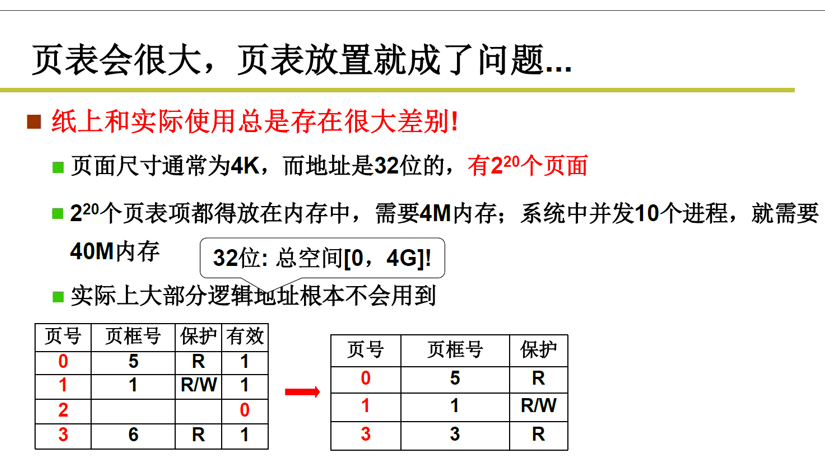 页表会很大，页表放置就成了问题...
纸上和实际使用总是存在很大差别!
页面尺寸通常为4K，而地址是32位的，有2²⁰个页面
2²⁰个页表项都得放在内存中，需要4M内存；系统中并发10个进程，就需要
40M内存
32位: 总空间[0，4G]!
实际上大部分逻辑地址根本不会用到
页号 页框号 保护 有效
0 5 R 1
1 1 R/W 1
2 0
3 6 R 1
页号 页框号 保护
0 5 R
1 1 R/W
3 3 R